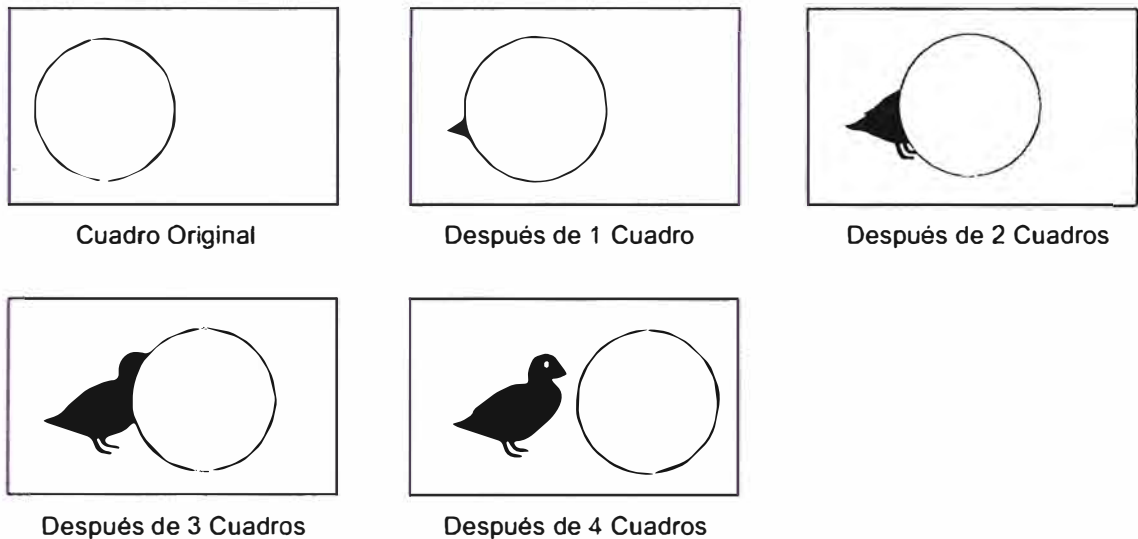 Cuadro Original
Después de 1 Cuadro
Después de 2 Cuadros
Después de 3 Cuadros
Después de 4 Cuadros